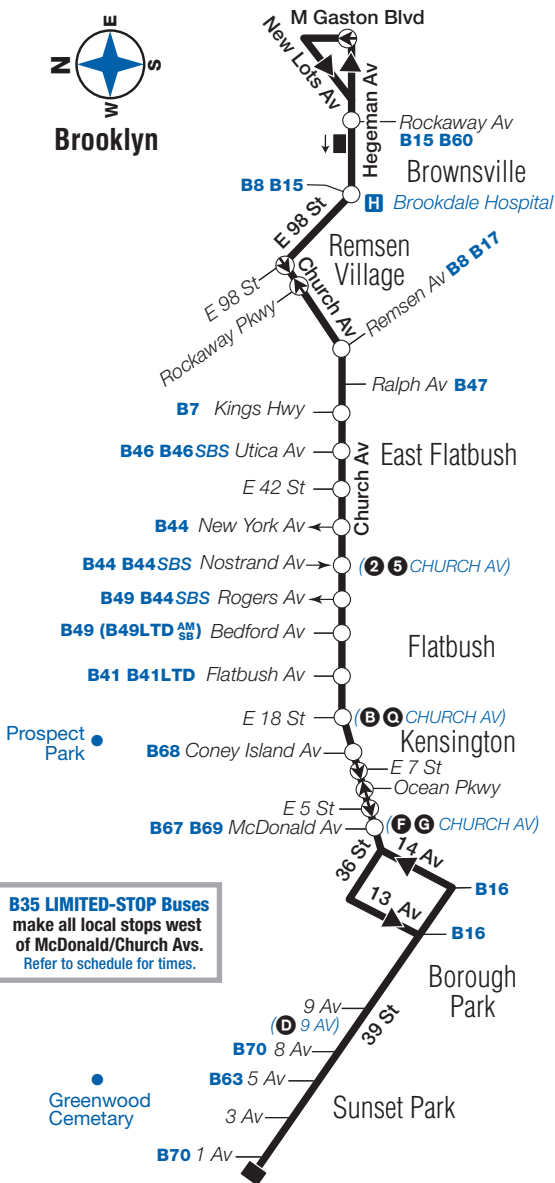 M Gaston Blvd
E
N
S
W
Brooklyn
New Lots Av
Hegeman Av
Rockaway Av
B15 B60
Brownsville
B8 B15
H Brookdale Hospital
E 98 St
Remsen
Village
E 98 St
Church Av
Rockaway Pkwy
Remsen Av B8 B17
Ralph Av B47
B7 Kings Hwy
B46 B46SBS Utica Av
East Flatbush
Church Av
E 42 St
B44 New York Av
B44 B44SBS Nostrand Av
(2 5 CHURCH AV)
B49 B44SBS Rogers Av
B49 (B49LTD AM SB) Bedford Av
Flatbush
B41 B41LTD Flatbush Av
E 18 St
(B Q CHURCH AV)
Prospect
Park
Kensington
B68 Coney Island Av
E 7 St
Ocean Pkwy
E 5 St
B67 B69 McDonald Av
(F G CHURCH AV)
36 St
14 Av
13 Av
B16
B16
B35 LIMITED-STOP Buses
make all local stops west
of McDonald/Church Avs.
Refer to schedule for times.
Borough
Park
9 Av
(D 9 AV)
39 St
B70 8 Av
B63 5 Av
Greenwood
Cemetary
3 Av
Sunset Park
B70 1 Av